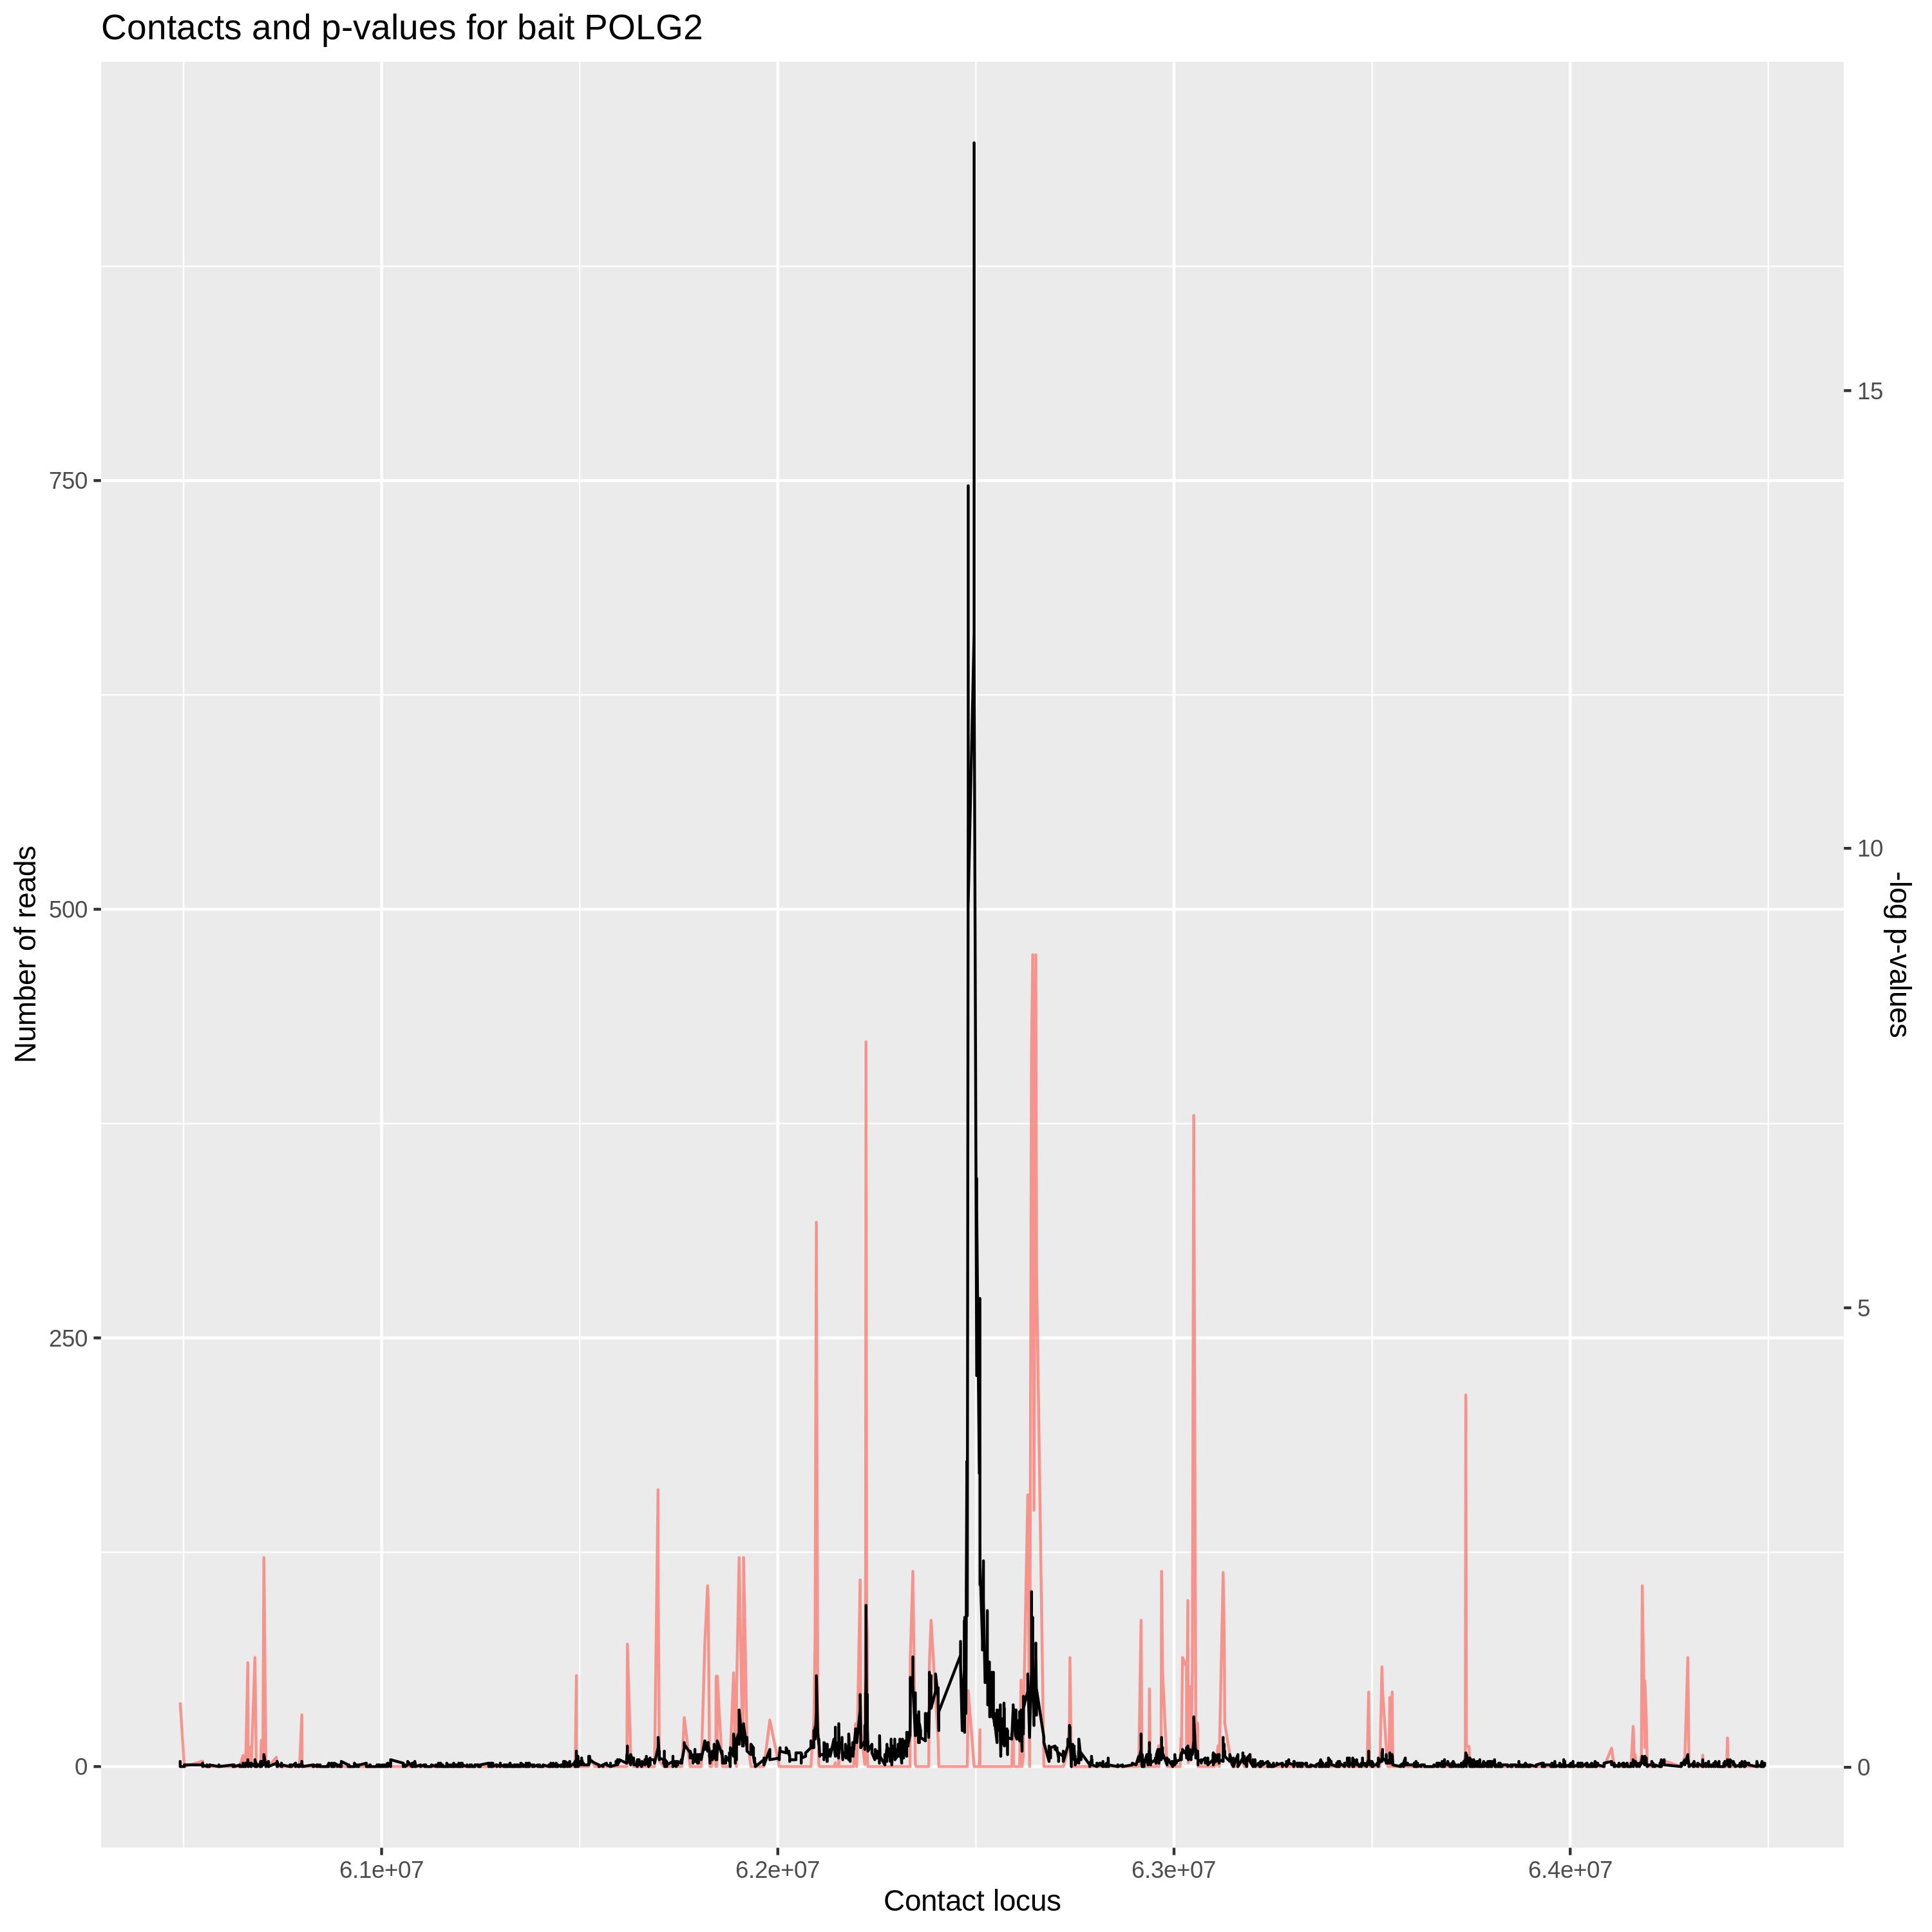 Contacts and p-values for bait POLG2
Number of reads
750
500
250
0
15
10
5
0
-log p-values
6.1e+07
6.2e+07
6.3e+07
6.4e+07
Contact locus